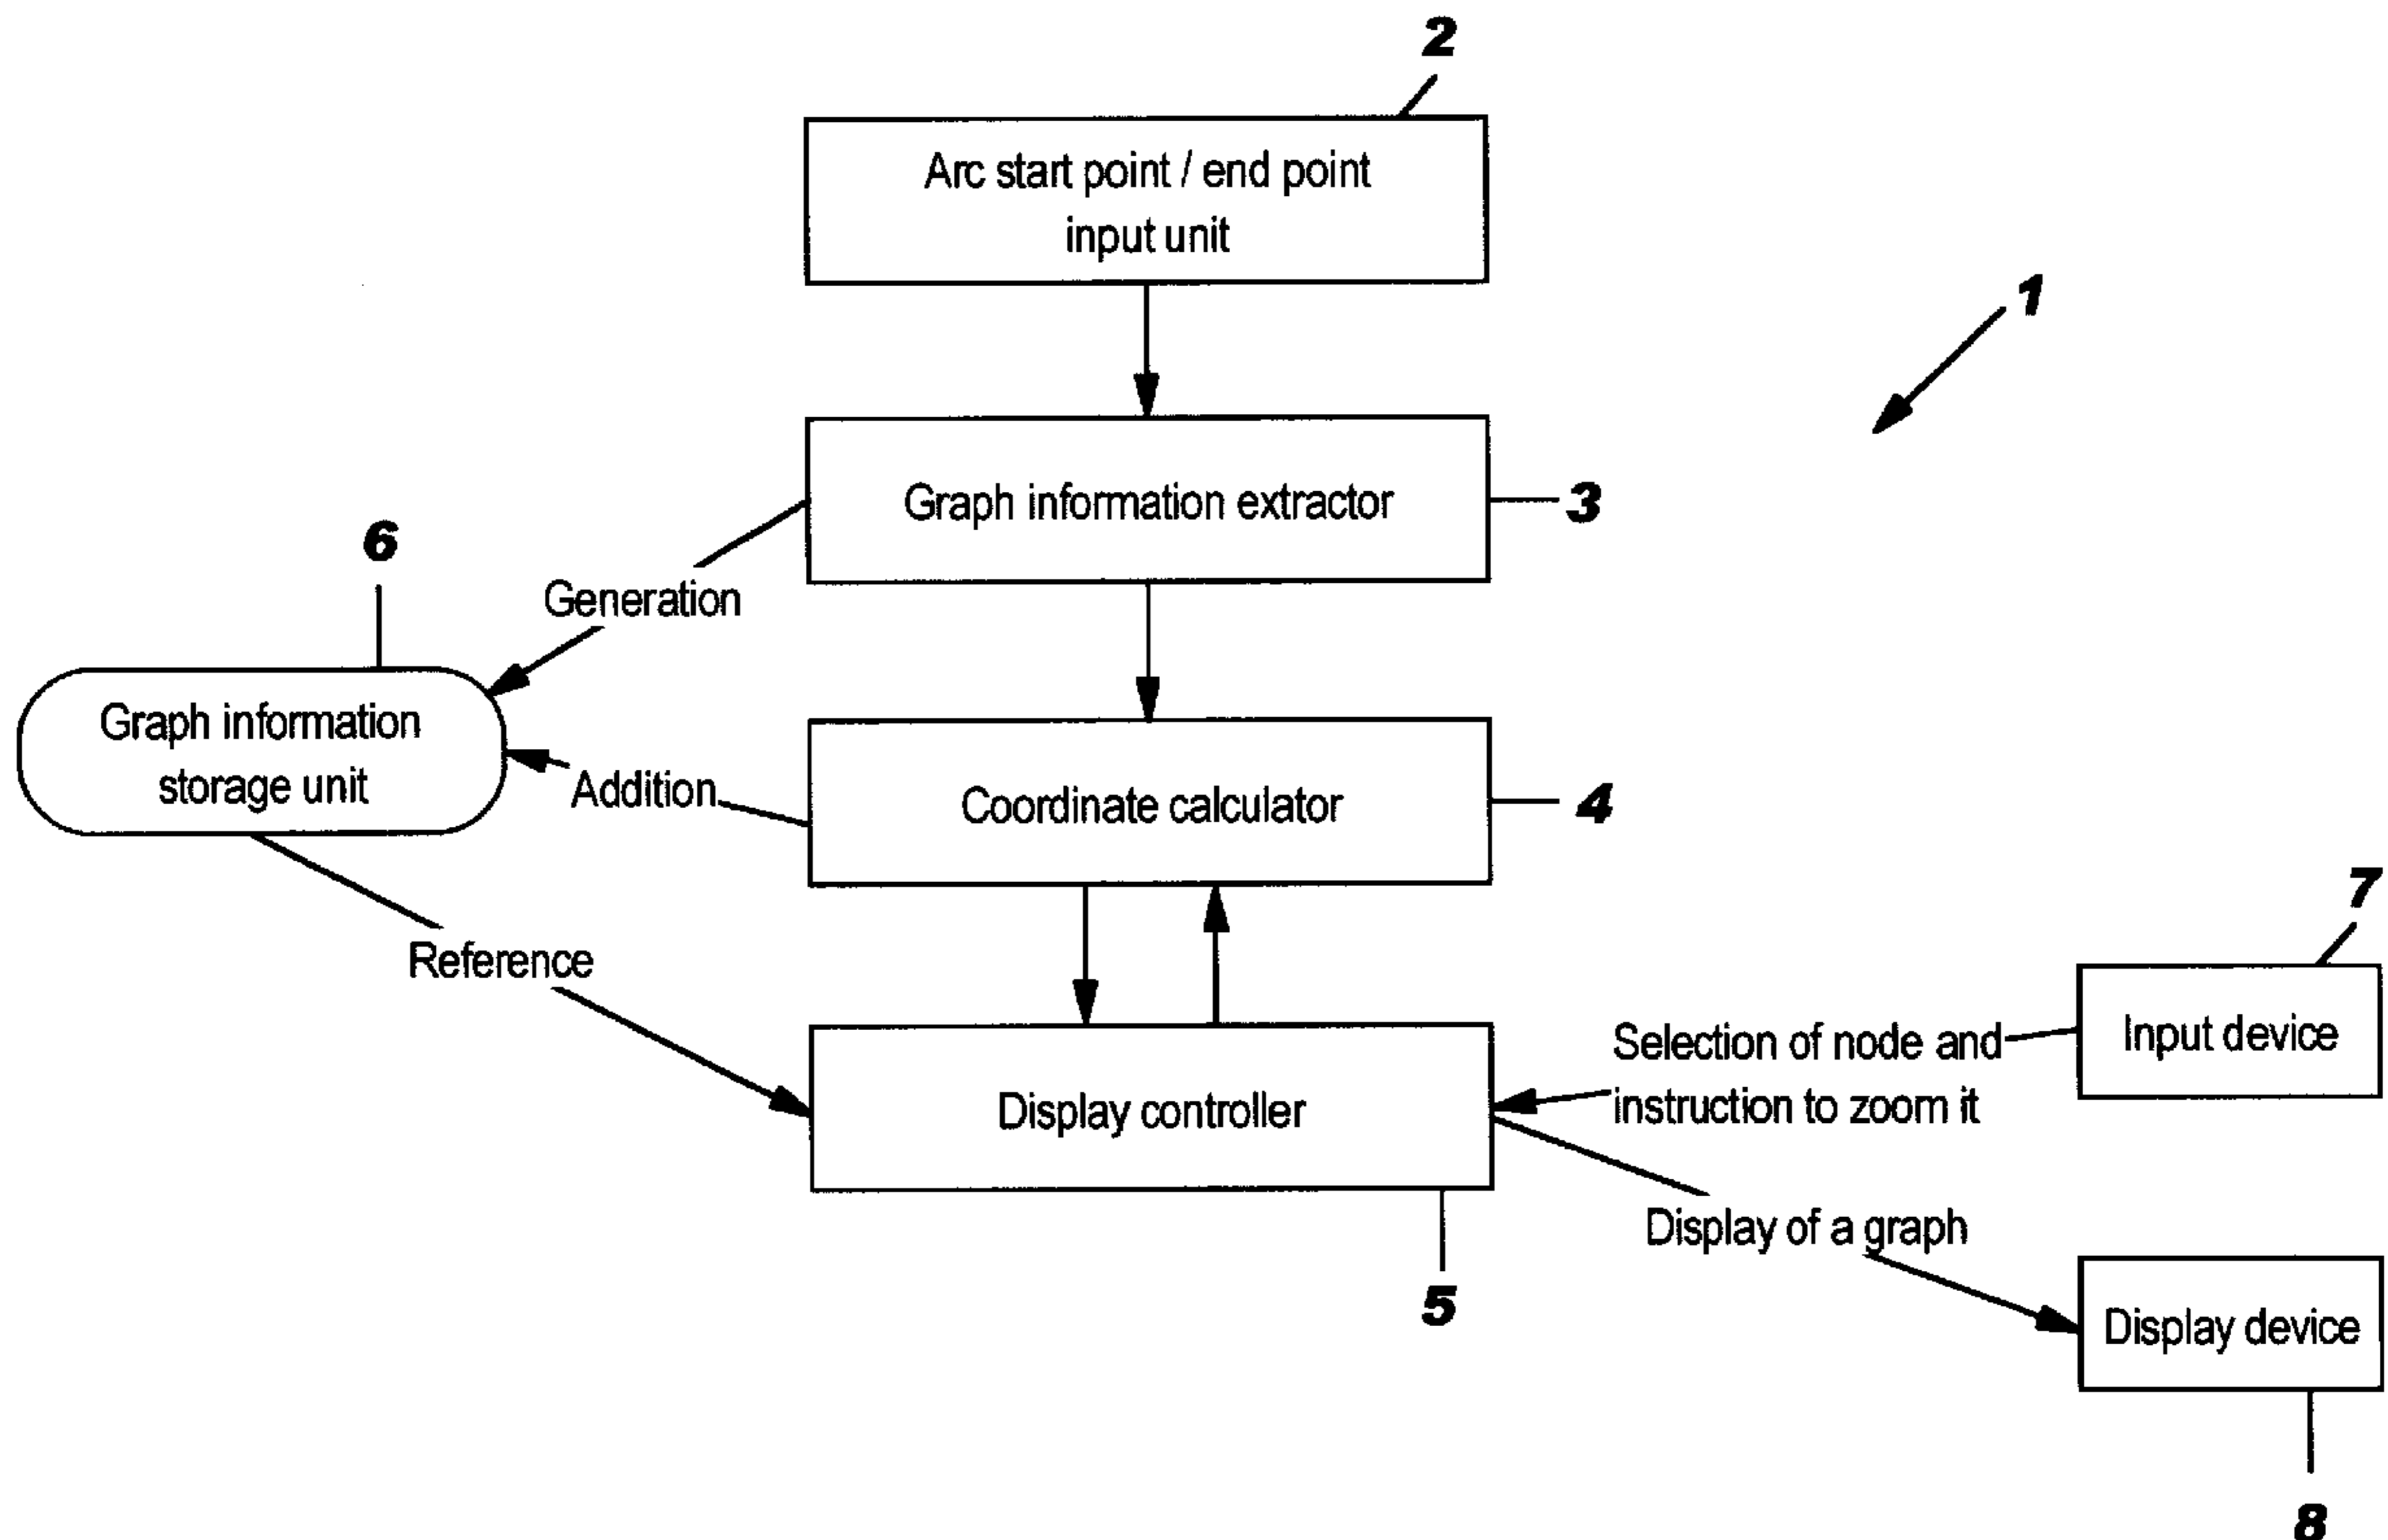 2
Arc start point / end point
input unit
1
Graph information extractor
3
6
Generation
Graph information
storage unit
Addition
Coordinate calculator
4
7
Reference
Input device
Selection of node and
instruction to zoom it
Display controller
Display of a graph
5
Display device
8